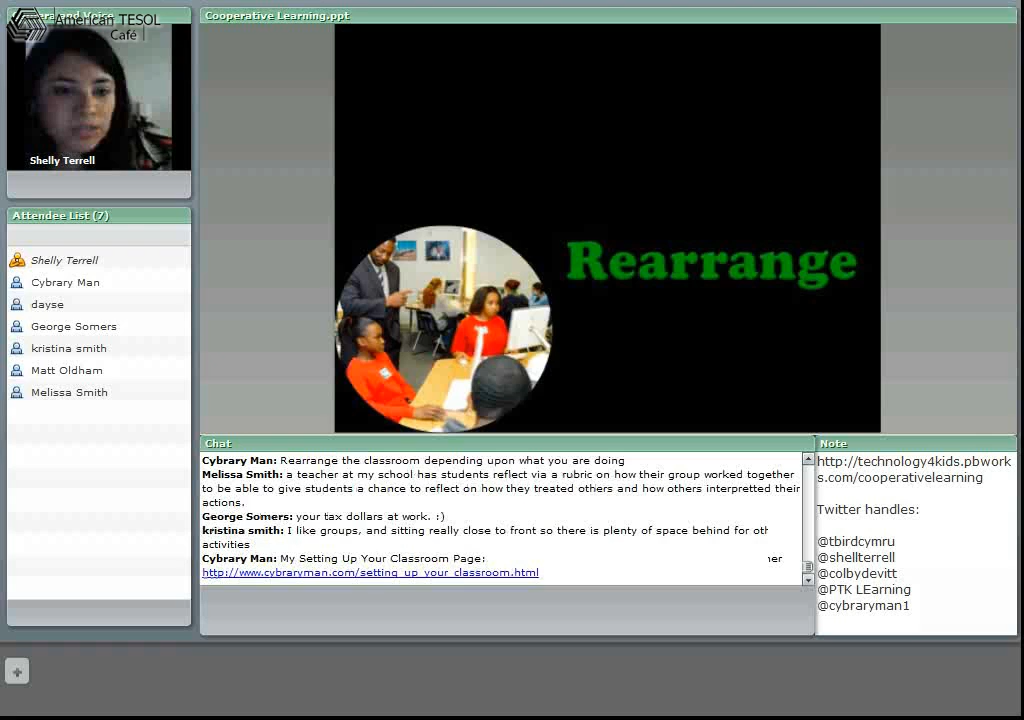 Camera and Voice
American TESOL
Café
Shelly Terrell
Attendee List (7)
Shelly Terrell
Cybrary Man
dayse
George Somers
kristina smith
Matt Oldham
Melissa Smith
Cooperative Learning.ppt
Rearrange
Chat
Cybrary Man: Rearrange the classroom depending upon what you are doing
Melissa Smith: a teacher at my school has students reflect via a rubric on how their group worked together
to be able to give students a chance to reflect on how they treated others and how others interpretted their
actions.
George Somers: your tax dollars at work. :)
kristina smith: I like groups, and sitting really close to front so there is plenty of space behind for oth
activities
Cybrary Man: My Setting Up Your Classroom Page: her
http://www.cybraryman.com/setting_up_your_classroom.html
Note
http://technology4kids.pbwork
s.com/cooperativelearning
Twitter handles:
@tbirdcymru
@shellterrell
@colbydevitt
@PTK LEarning
@cybraryman1